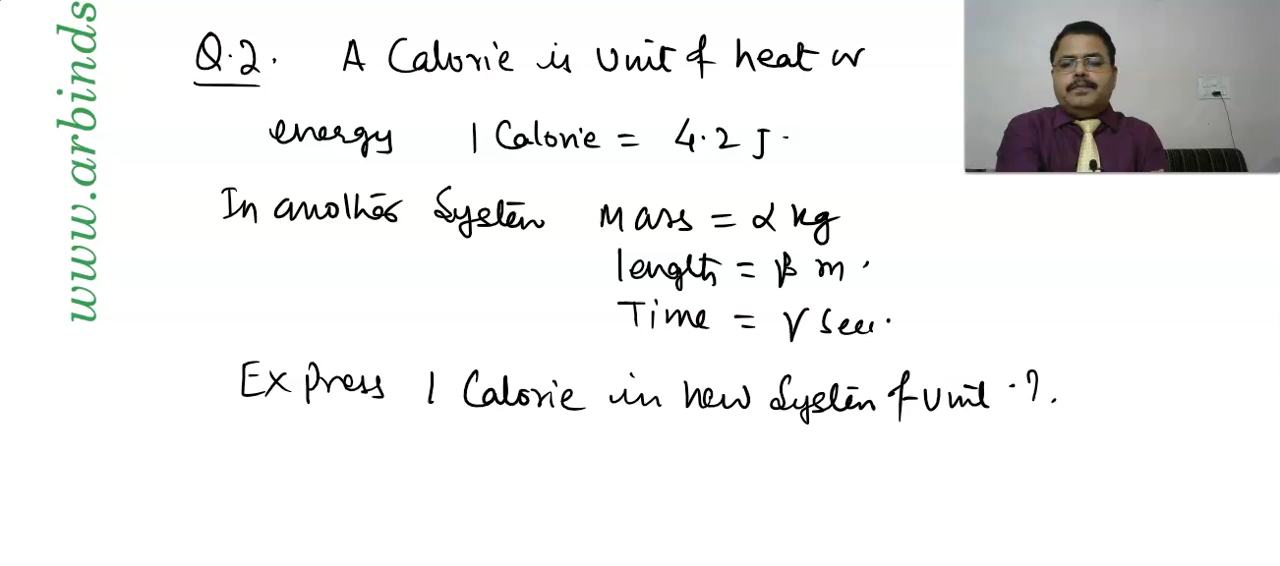 www.arbinds
Q.2. A Calorie is unit of heat or
energy 1 Calorie = 4.2 J.
In another System Mass = α kg
length = β m.
Time = γ sec.
Express 1 Calorie in new System of unit.?